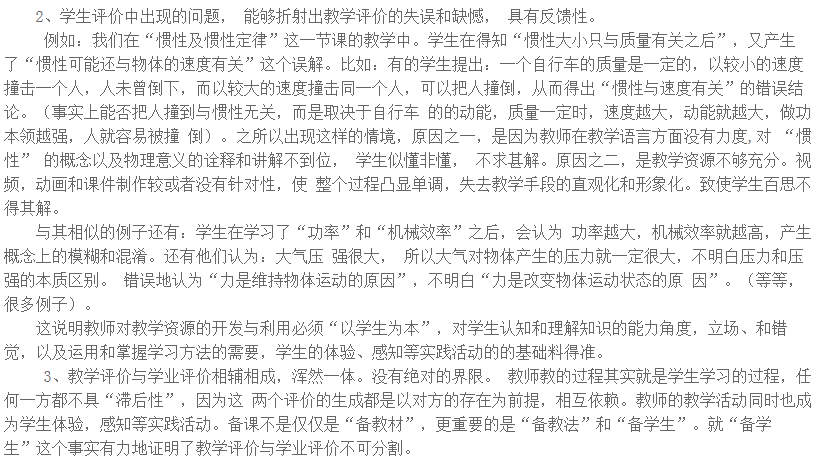 2、学生评价中出现的问题， 能够折射出教学评价的失误和缺憾， 具有反馈性。
例如：我们在“惯性及惯性定律”这一节课的教学中。学生在得知“惯性大小只与质量有关之后”，又产生
了“惯性可能还与物体的速度有关”这个误解。比如：有的学生提出：一个自行车的质量是一定的，以较小的速度
撞击一个人，人未曾倒下，而以较大的速度撞击同一个人，可以把人撞倒，从而得出“惯性与速度有关”的错误结
论。（事实上能否把人撞到与惯性无关，而是取决于自行车 的的动能，质量一定时，速度越大，动能就越大，做功
本领越强，人就容易被撞 倒）。之所以出现这样的情境，原因之一，是因为教师在教学语言方面没有力度,对 “惯
性” 的概念以及物理意义的诠释和讲解不到位， 学生似懂非懂， 不求甚解。原因之二，是教学资源不够充分。视
频，动画和课件制作较或者没有针对性，使 整个过程凸显单调，失去教学手段的直观化和形象化。致使学生百思不
得其解。
与其相似的例子还有：学生在学习了“功率”和“机械效率”之后，会认为 功率越大，机械效率就越高，产生
概念上的模糊和混淆。还有他们认为：大气压 强很大， 所以大气对物体产生的压力就一定很大，不明白压力和压
强的本质区别。 错误地认为“力是维持物体运动的原因”，不明白“力是改变物体运动状态的原 因”。（等等，
很多例子）。
这说明教师对教学资源的开发与利用必须“以学生为本”，对学生认知和理解知识的能力角度，立场、和错
觉，以及运用和掌握学习方法的需要，学生的体验、感知等实践活动的的基础料得准。
3、教学评价与学业评价相辅相成，浑然一体。没有绝对的界限。 教师教的过程其实就是学生学习的过程，任
何一方都不具“滞后性”，因为这 两个评价的生成都是以对方的存在为前提，相互依赖。教师的教学活动同时也成
为学生体验，感知等实践活动。备课不是仅仅是“备教材”，更重要的是“备教法”和“备学生”。就“备学
生”这个事实有力地证明了教学评价与学业评价不可分割。